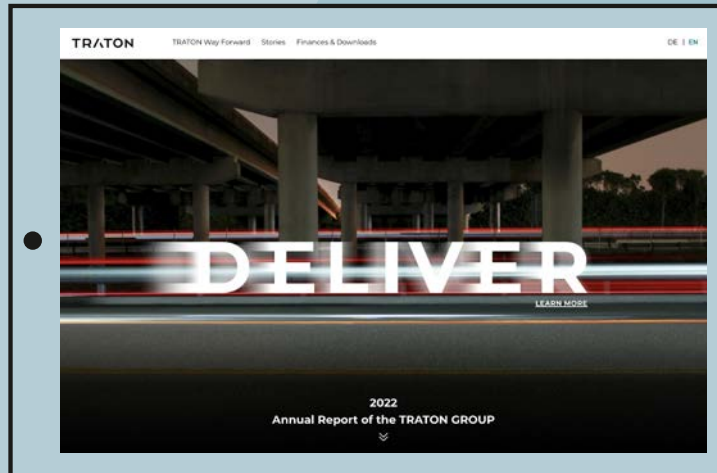 TRATON
TRATON Way Forward Stories Finances & Downloads
DE | EN
DELIVER
LEARN MORE
2022
Annual Report of the TRATON GROUP